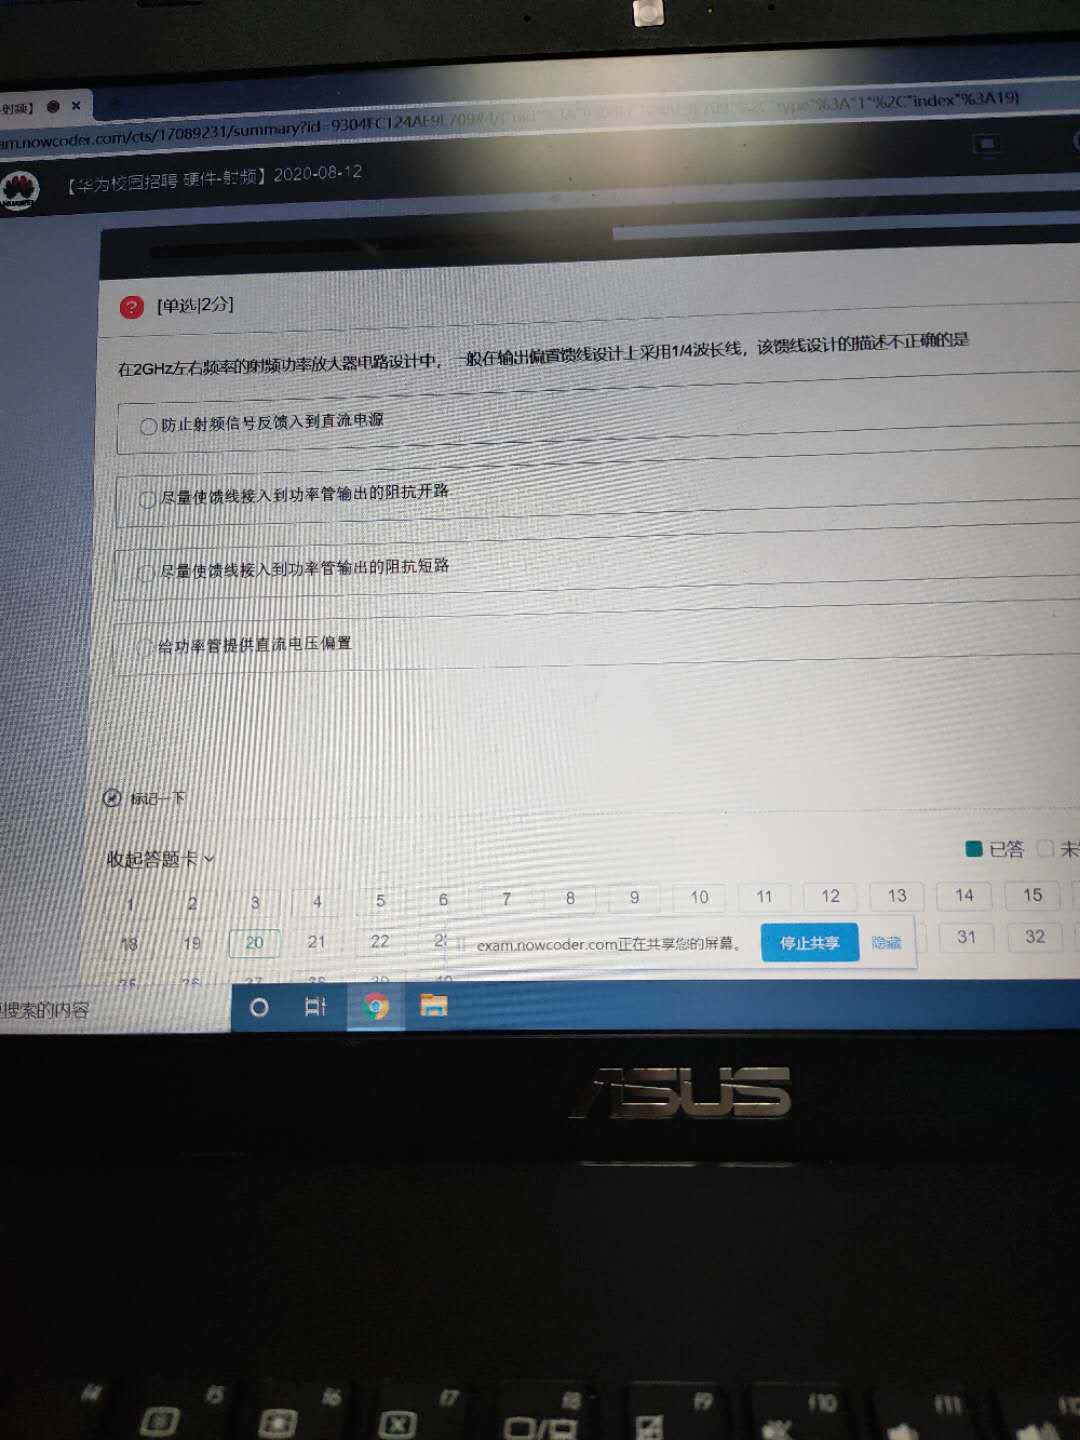 射频】
am.nowcoder.com/cts/17089231/summary?id=9304FC124AE9E709
"type"%3A"1"%2C"index"%3A19}
HUAWEI
【华为校园招聘 硬件-射频】2020-08-12
? [单选|2分]
在2GHz左右频率的射频功率放大器电路设计中，一般在输出偏置馈线设计上采用1/4波长线，该馈线设计的描述不正确的是
防止射频信号反馈入到直流电源
尽量使馈线接入到功率管输出的阻抗开路
尽量使馈线接入到功率管输出的阻抗短路
给功率管提供直流电压偏置
标记一下
收起答题卡
已答 未
1 2 3 4 5 6 7 8 9 10 11 12 13 14 15
18 19 20 21 22 31 32
exam.nowcoder.com正在共享您的屏幕。 停止共享 隐藏
搜索的内容
ASUS
f4 f5 f6 f7 f8 f9 f10 f11